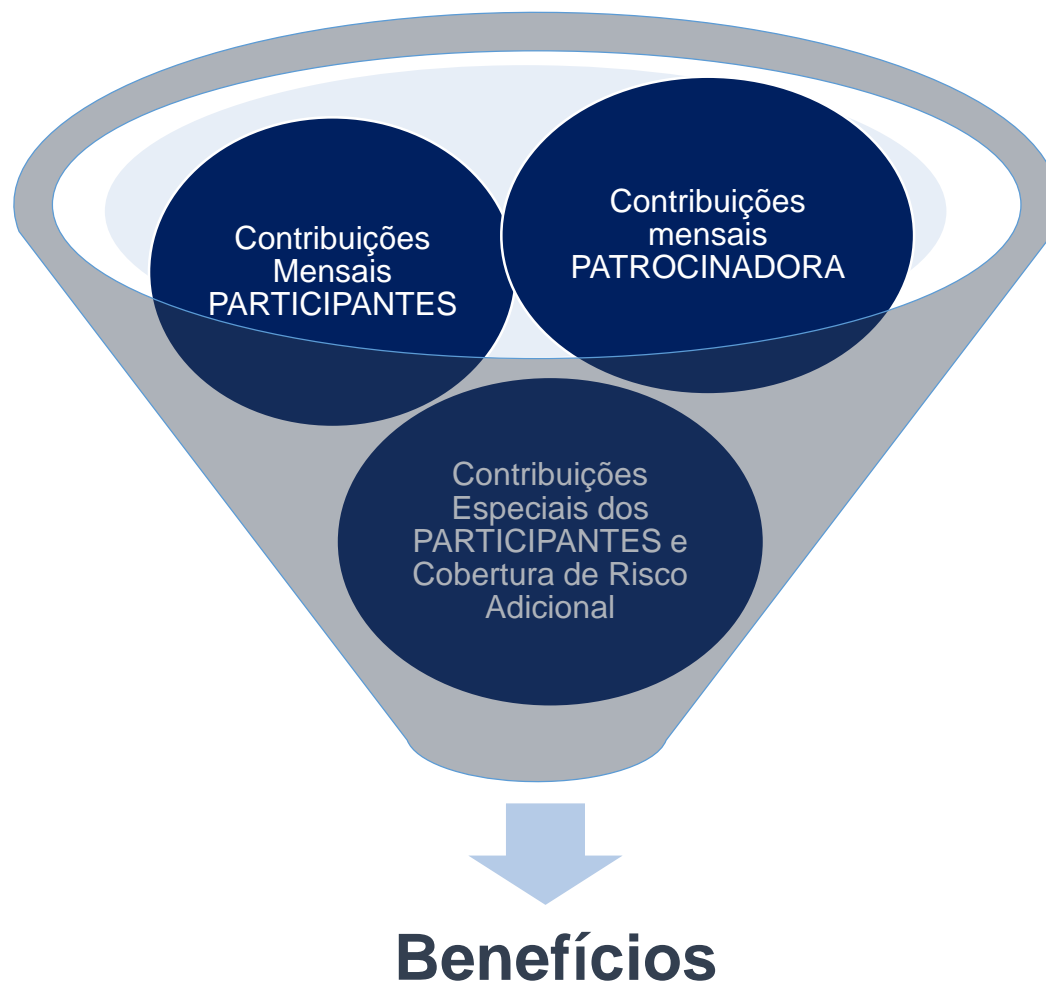 Contribuições
Mensais
PARTICIPANTES
Contribuições
mensais
PATROCINADORA
Contribuições
Especiais dos
PARTICIPANTES e
Cobertura de Risco
Adicional
Benefícios